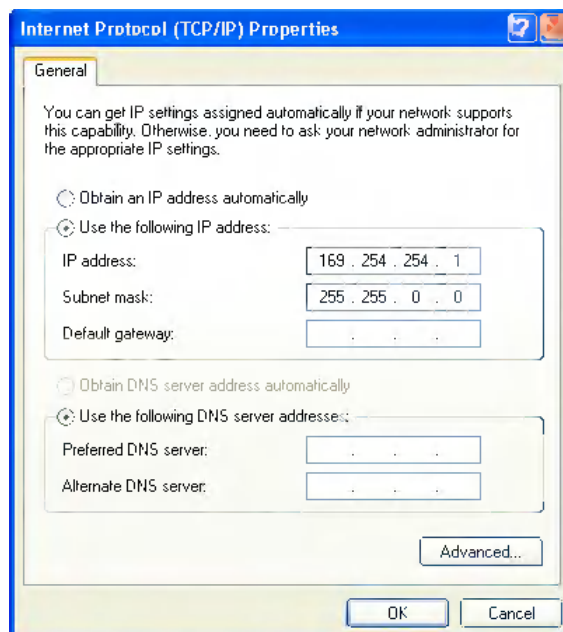 Internet Protocol (TCP/IP) Properties
General
You can get IP settings assigned automatically if your network supports
this capability. Otherwise, you need to ask your network administrator for
the appropriate IP settings.
Obtain an IP address automatically
Use the following IP address:
IP address: 169 . 254 . 254 . 1
Subnet mask: 255 . 255 . 0 . 0
Default gateway: . . .
Obtain DNS server address automatically
Use the following DNS server addresses:
Preferred DNS server: . . .
Alternate DNS server: . . .
Advanced...
OK Cancel